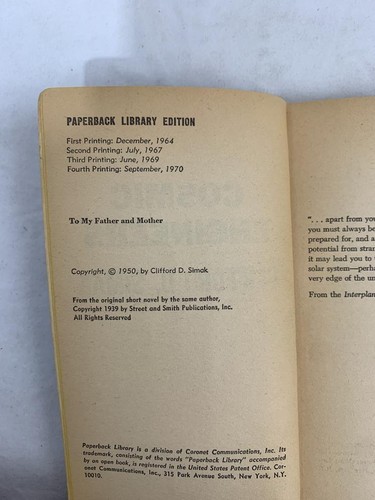 PAPERBACK LIBRARY EDITION
First Printing: December, 1964
Second Printing: July, 1967
Third Printing: June, 1969
Fourth Printing: September, 1970
To My Father and Mother
Copyright, © 1950, by Clifford D. Simak
From the original short novel by the same author,
Copyright 1939 by Street and Smith Publications, Inc.
All Rights Reserved
Paperback Library is a division of Coronet Communications, Inc. Its
trademark, consisting of the words "Paperback Library" accompanied
by an open book, is registered in the United States Patent Office. Cor-
onet Communications, Inc., 315 Park Avenue South, New York, N.Y.
10010.
". . . apart from you
you must always be
prepared for, and a
potential from stran
it may lead you to
solar system—perha
very edge of the un
From the Interplan